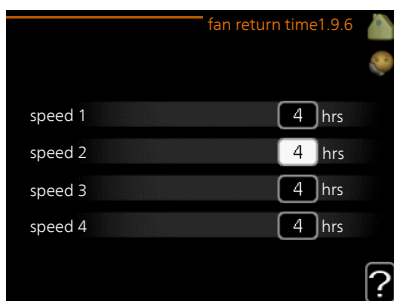 fan return time1.9.6
speed 1 4 hrs
speed 2 4 hrs
speed 3 4 hrs
speed 4 4 hrs
?